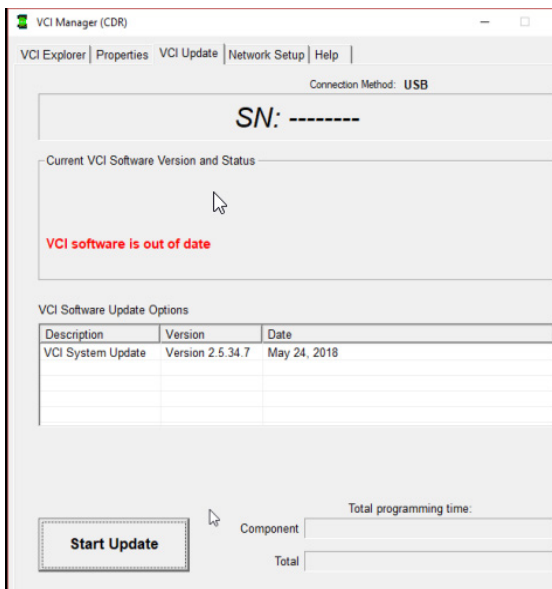 VCI Manager (CDR)
VCI Explorer Properties VCI Update Network Setup Help
Connection Method: USB
SN: --------
Current VCI Software Version and Status
VCI software is out of date
VCI Software Update Options
Description Version Date
VCI System Update Version 2.5.34.7 May 24, 2018
Total programming time:
Component
Start Update
Total